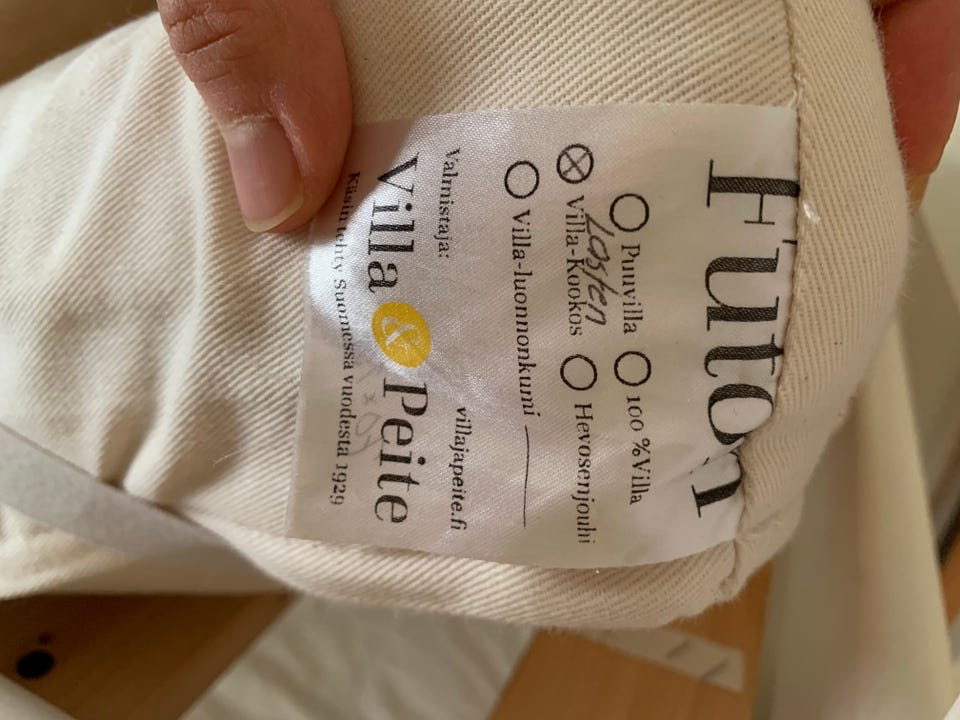 Futon
Puuvilla 100 %Villa
Lasten
Villa-Kookos Hevosenjouhi
Villa-luonnonkumi
Valmistaja: villajapeite.fi
Villa & Peite
Käsin tehty Suomessa vuodesta 1929